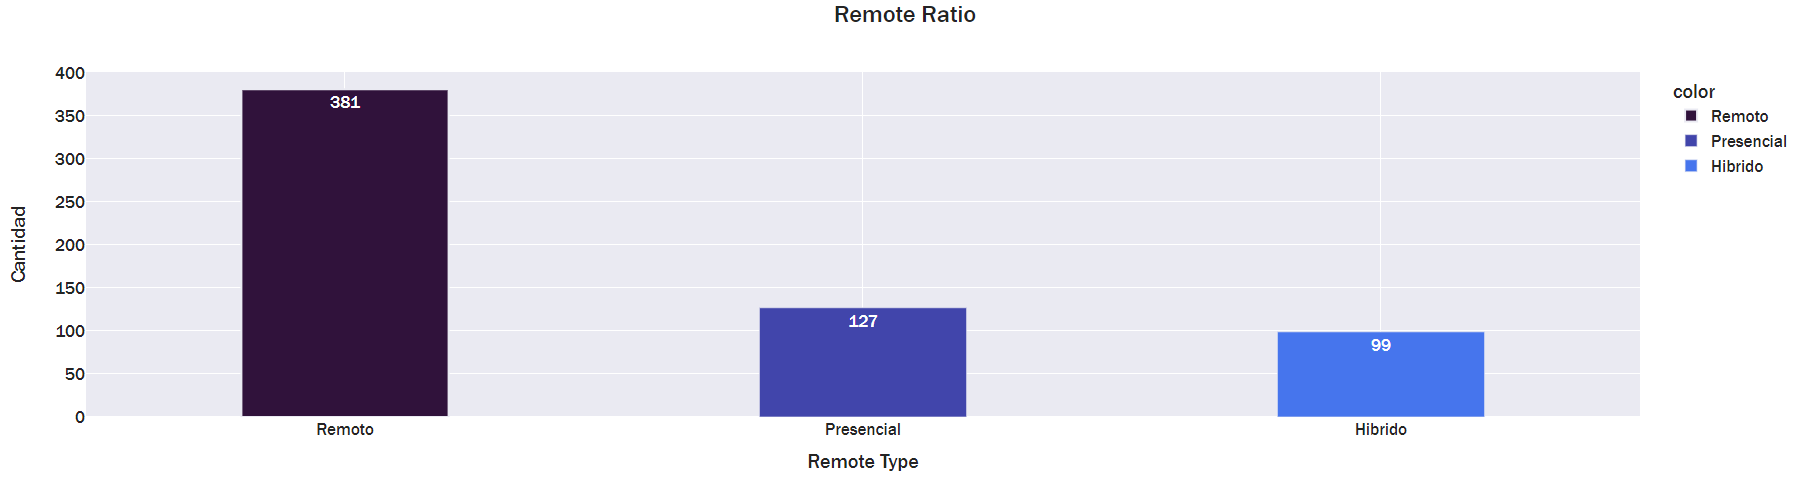 Remote Ratio
400
350
300
250
200
150
100
50
0
Cantidad
381
127
99
Remoto
Presencial
Hibrido
Remote Type
color
Remoto
Presencial
Hibrido